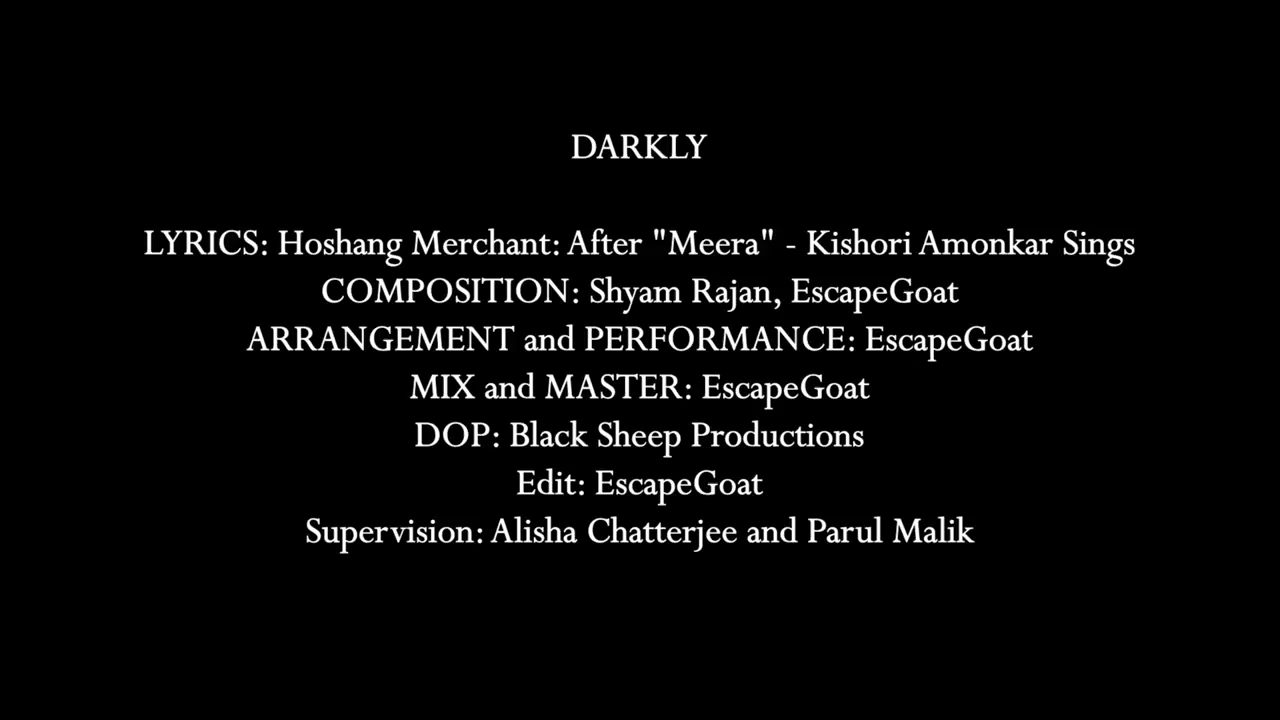 DARKLY
LYRICS: Hoshang Merchant: After "Meera" - Kishori Amonkar Sings
COMPOSITION: Shyam Rajan, EscapeGoat
ARRANGEMENT and PERFORMANCE: EscapeGoat
MIX and MASTER: EscapeGoat
DOP: Black Sheep Productions
Edit: EscapeGoat
Supervision: Alisha Chatterjee and Parul Malik